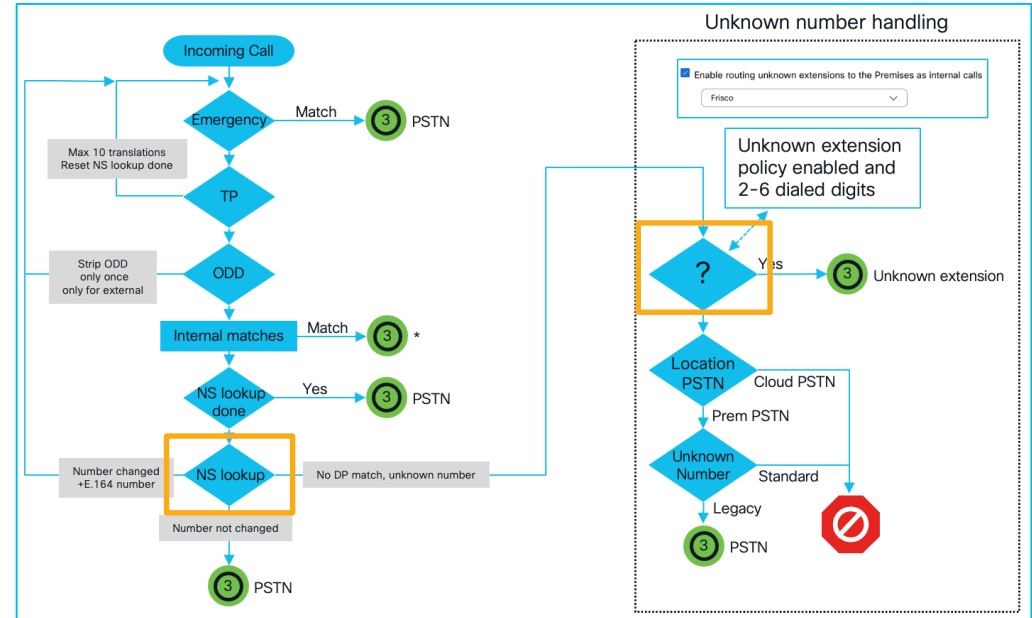 Unknown number handling
Incoming Call
Enable routing unknown extensions to the Premises as internal calls
Frisco
Emergency
Match
3
PSTN
Max 10 translations
Reset NS lookup done
Unknown extension
policy enabled and
2-6 dialed digits
TP
Strip ODD
only once
only for external
ODD
?
Yes
3
Unknown extension
Internal matches
Match
3
*
NS lookup
done
Yes
3
PSTN
Location
PSTN
Cloud PSTN
Prem PSTN
Number changed
+E.164 number
NS lookup
No DP match, unknown number
Unknown
Number
Standard
Number not changed
Legacy
3
PSTN
3
PSTN